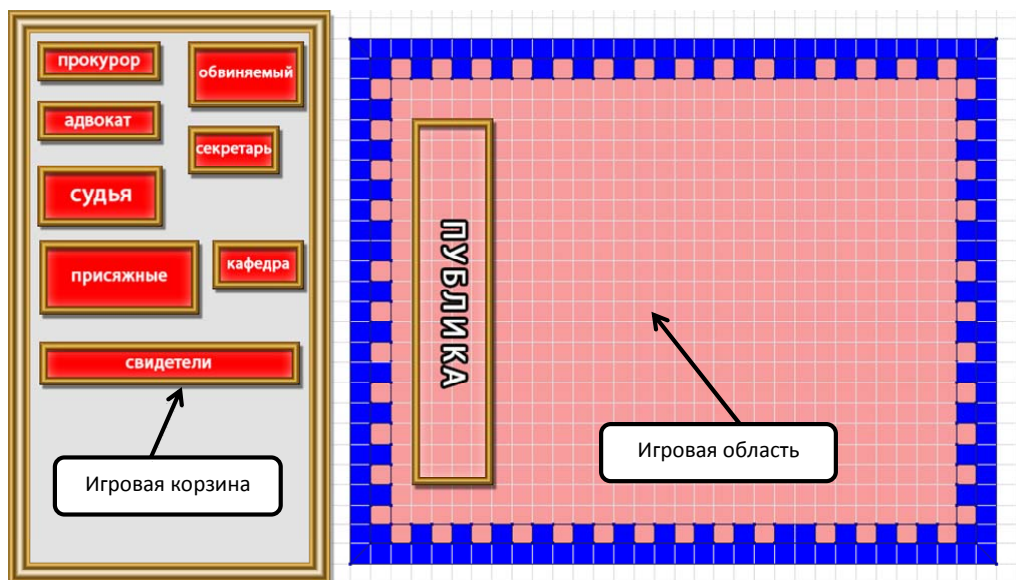 прокурор
обвиняемый
адвокат
секретарь
судья
присяжные
кафедра
свидетели
Игровая корзина
ПУБЛИКА
Игровая область